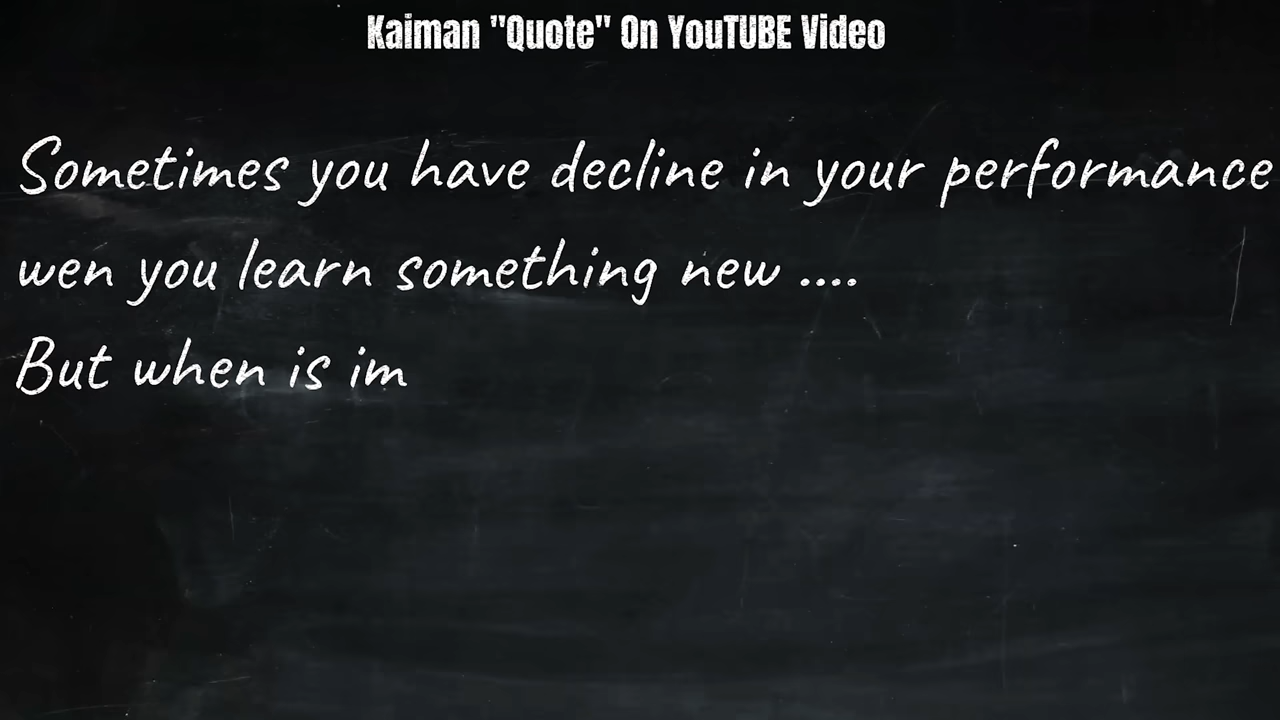 Kaiman "Quote" On YouTUBE Video
Sometimes you have decline in your performance
wen you learn something new ....
But when is im